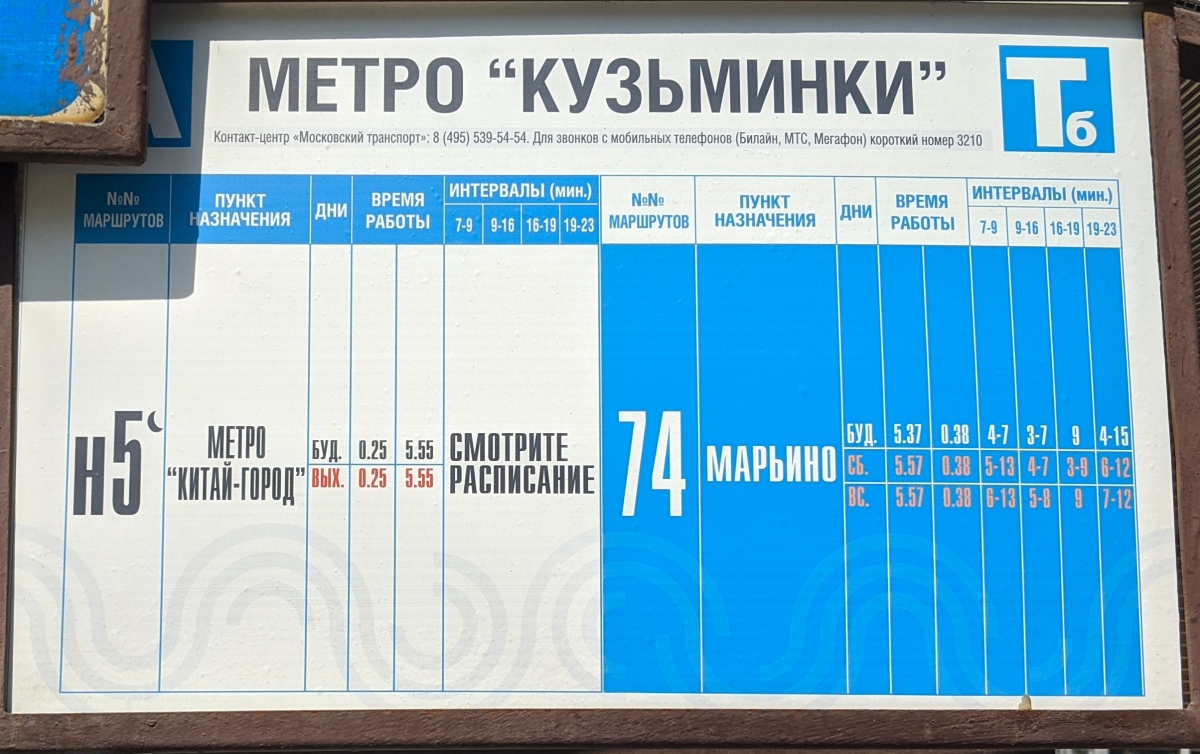 МЕТРО “КУЗЬМИНКИ”
Тб
Контакт-центр «Московский транспорт»: 8 (495) 539-54-54. Для звонков с мобильных телефонов (Билайн, МТС, Мегафон) короткий номер 3210
№№ МАРШРУТОВ ПУНКТ НАЗНАЧЕНИЯ ДНИ ВРЕМЯ РАБОТЫ ИНТЕРВАЛЫ (мин.)
7-9 9-16 16-19 19-23
н5
МЕТРО
“КИТАЙ-ГОРОД”
БУД. 0.25 5.55
ВЫХ. 0.25 5.55
СМОТРИТЕ
РАСПИСАНИЕ
№№ МАРШРУТОВ ПУНКТ НАЗНАЧЕНИЯ ДНИ ВРЕМЯ РАБОТЫ ИНТЕРВАЛЫ (мин.)
7-9 9-16 16-19 19-23
74
МАРЬИНО
БУД. 5.37 0.38 4-7 3-7 9 4-15
СБ. 5.57 0.38 5-13 4-7 3-9 6-12
ВС. 5.57 0.38 6-13 5-8 9 7-12